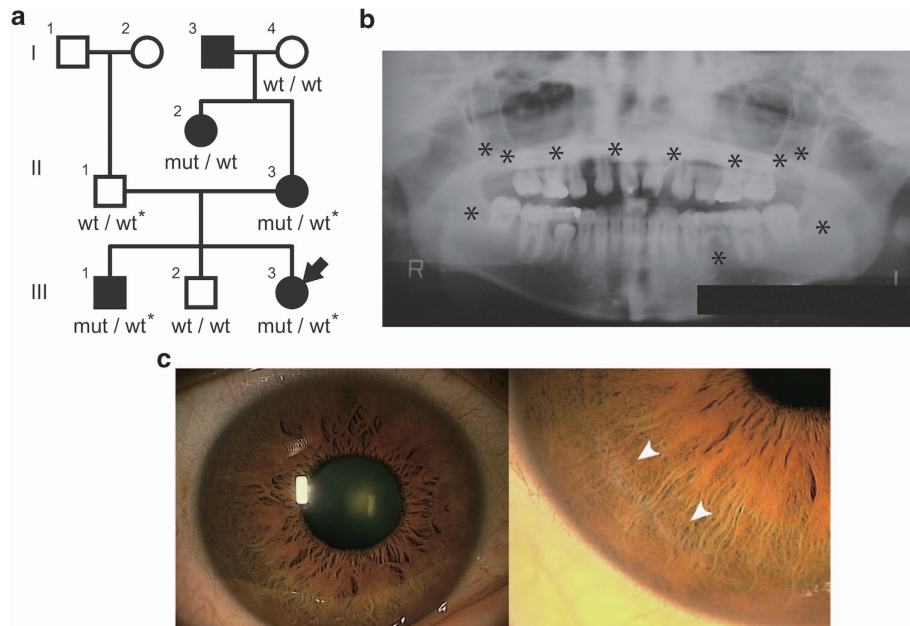 a
1
2
3
4
I
wt / wt
2
mut / wt
II
1
3
wt / wt*
mut / wt*
1
2
3
III
mut / wt*
wt / wt
mut / wt*
b
* * * * * * * *
* *
*
R
c